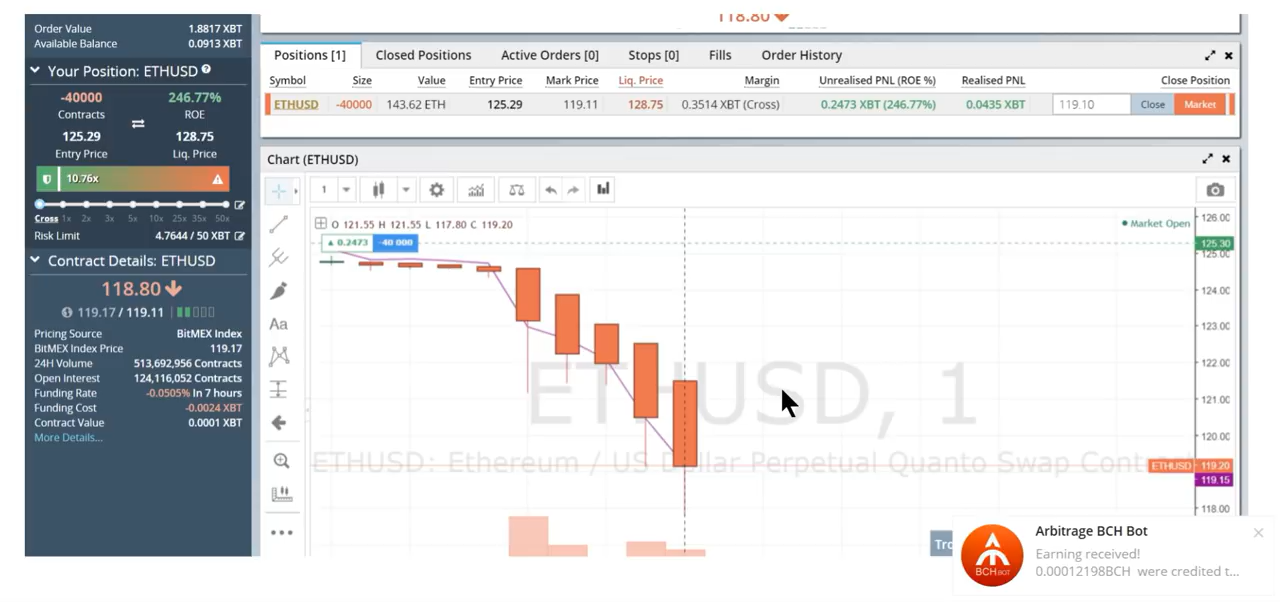 118.80
Order Value 1.8817 XBT
Available Balance 0.0913 XBT
Your Position: ETHUSD
-40000 246.77%
Contracts ROE
125.29 128.75
Entry Price Liq. Price
10.76x
Cross 1x 2x 3x 5x 10x 25x 35x 50x
Risk Limit 4.7644 / 50 XBT
Contract Details: ETHUSD
118.80
119.17 / 119.11
Pricing Source BitMEX Index
BitMEX Index Price 119.17
24H Volume 513,692,956 Contracts
Open Interest 124,116,052 Contracts
Funding Rate -0.0505% In 7 hours
Funding Cost -0.0024 XBT
Contract Value 0.0001 XBT
More Details...
Positions [1] Closed Positions Active Orders [0] Stops [0] Fills Order History
Symbol Size Value Entry Price Mark Price Liq. Price Margin Unrealised PNL (ROE %) Realised PNL Close Position
ETHUSD -40000 143.62 ETH 125.29 119.11 128.75 0.3514 XBT (Cross) 0.2473 XBT (246.77%) 0.0435 XBT 119.10 Close Market
Chart (ETHUSD)
1
O 121.55 H 121.55 L 117.80 C 119.20
Market Open
0.2473 -40 000
Aa
126.00
125.30
125.00
124.00
123.00
122.00
121.00
120.00
ETHUSD 119.20
119.15
118.00
ETHUSD, 1
ETHUSD: Ethereum / US Dollar Perpetual Quanto Swap Contr
Arbitrage BCH Bot
Earning received!
0.00012198BCH were credited t...
BCH BOT